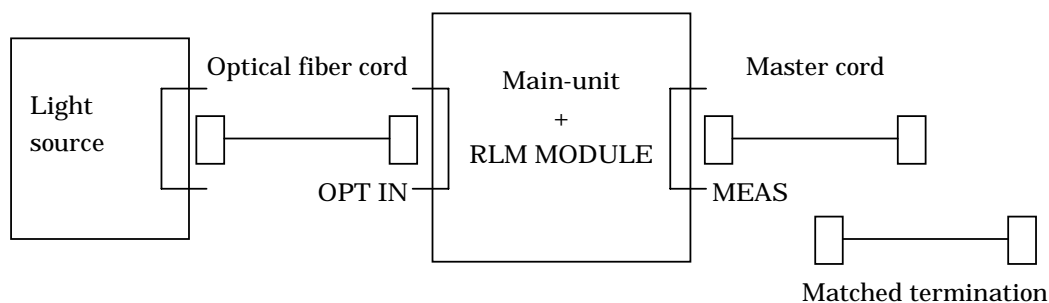 Light
source
Optical fiber cord
OPT IN
Main-unit
+
RLM MODULE
Master cord
MEAS
Matched termination